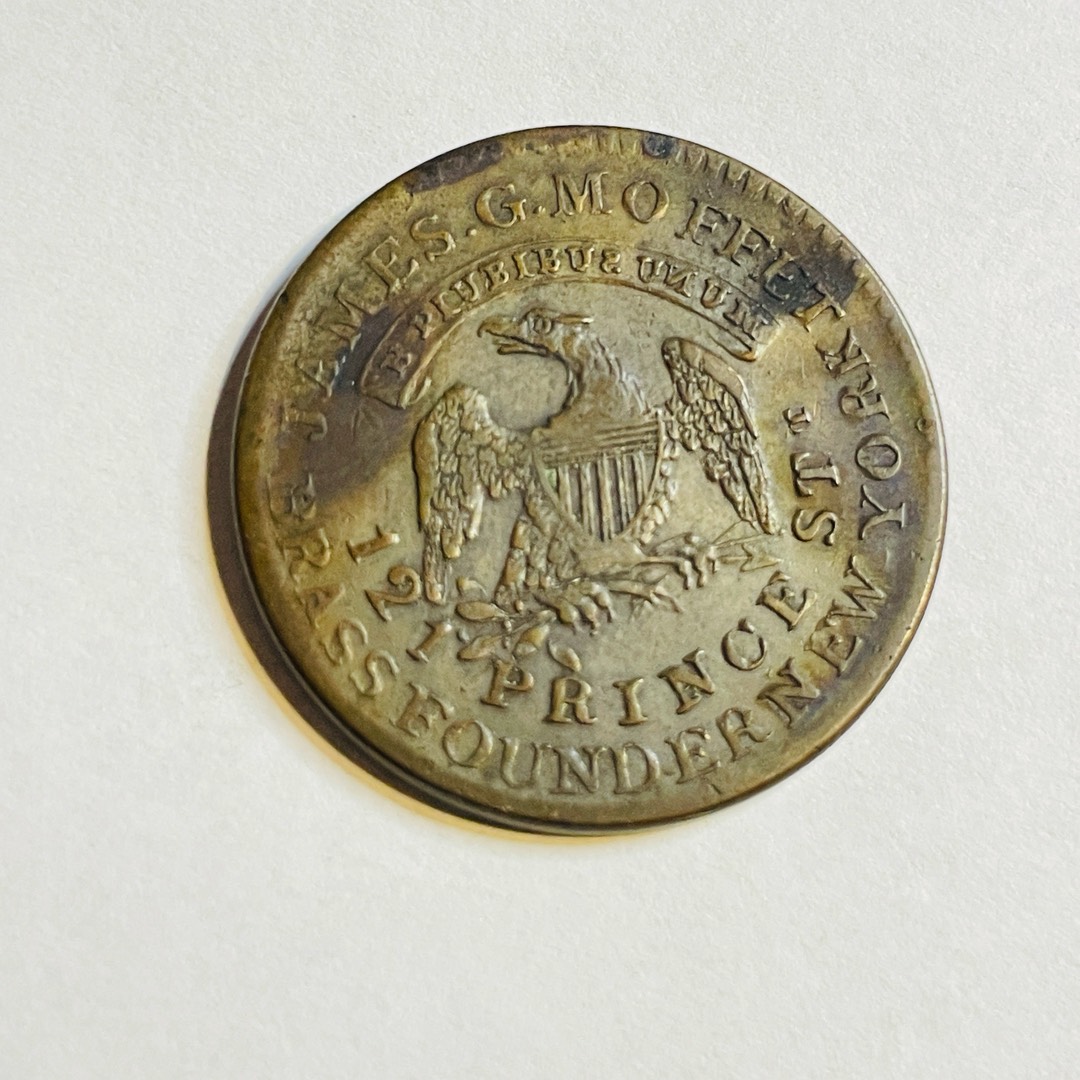 JAMES. G. MOFFET.
E PLURIBUS UNUM
121 PRINCE ST.
BRASS FOUNDER NEW-YORK